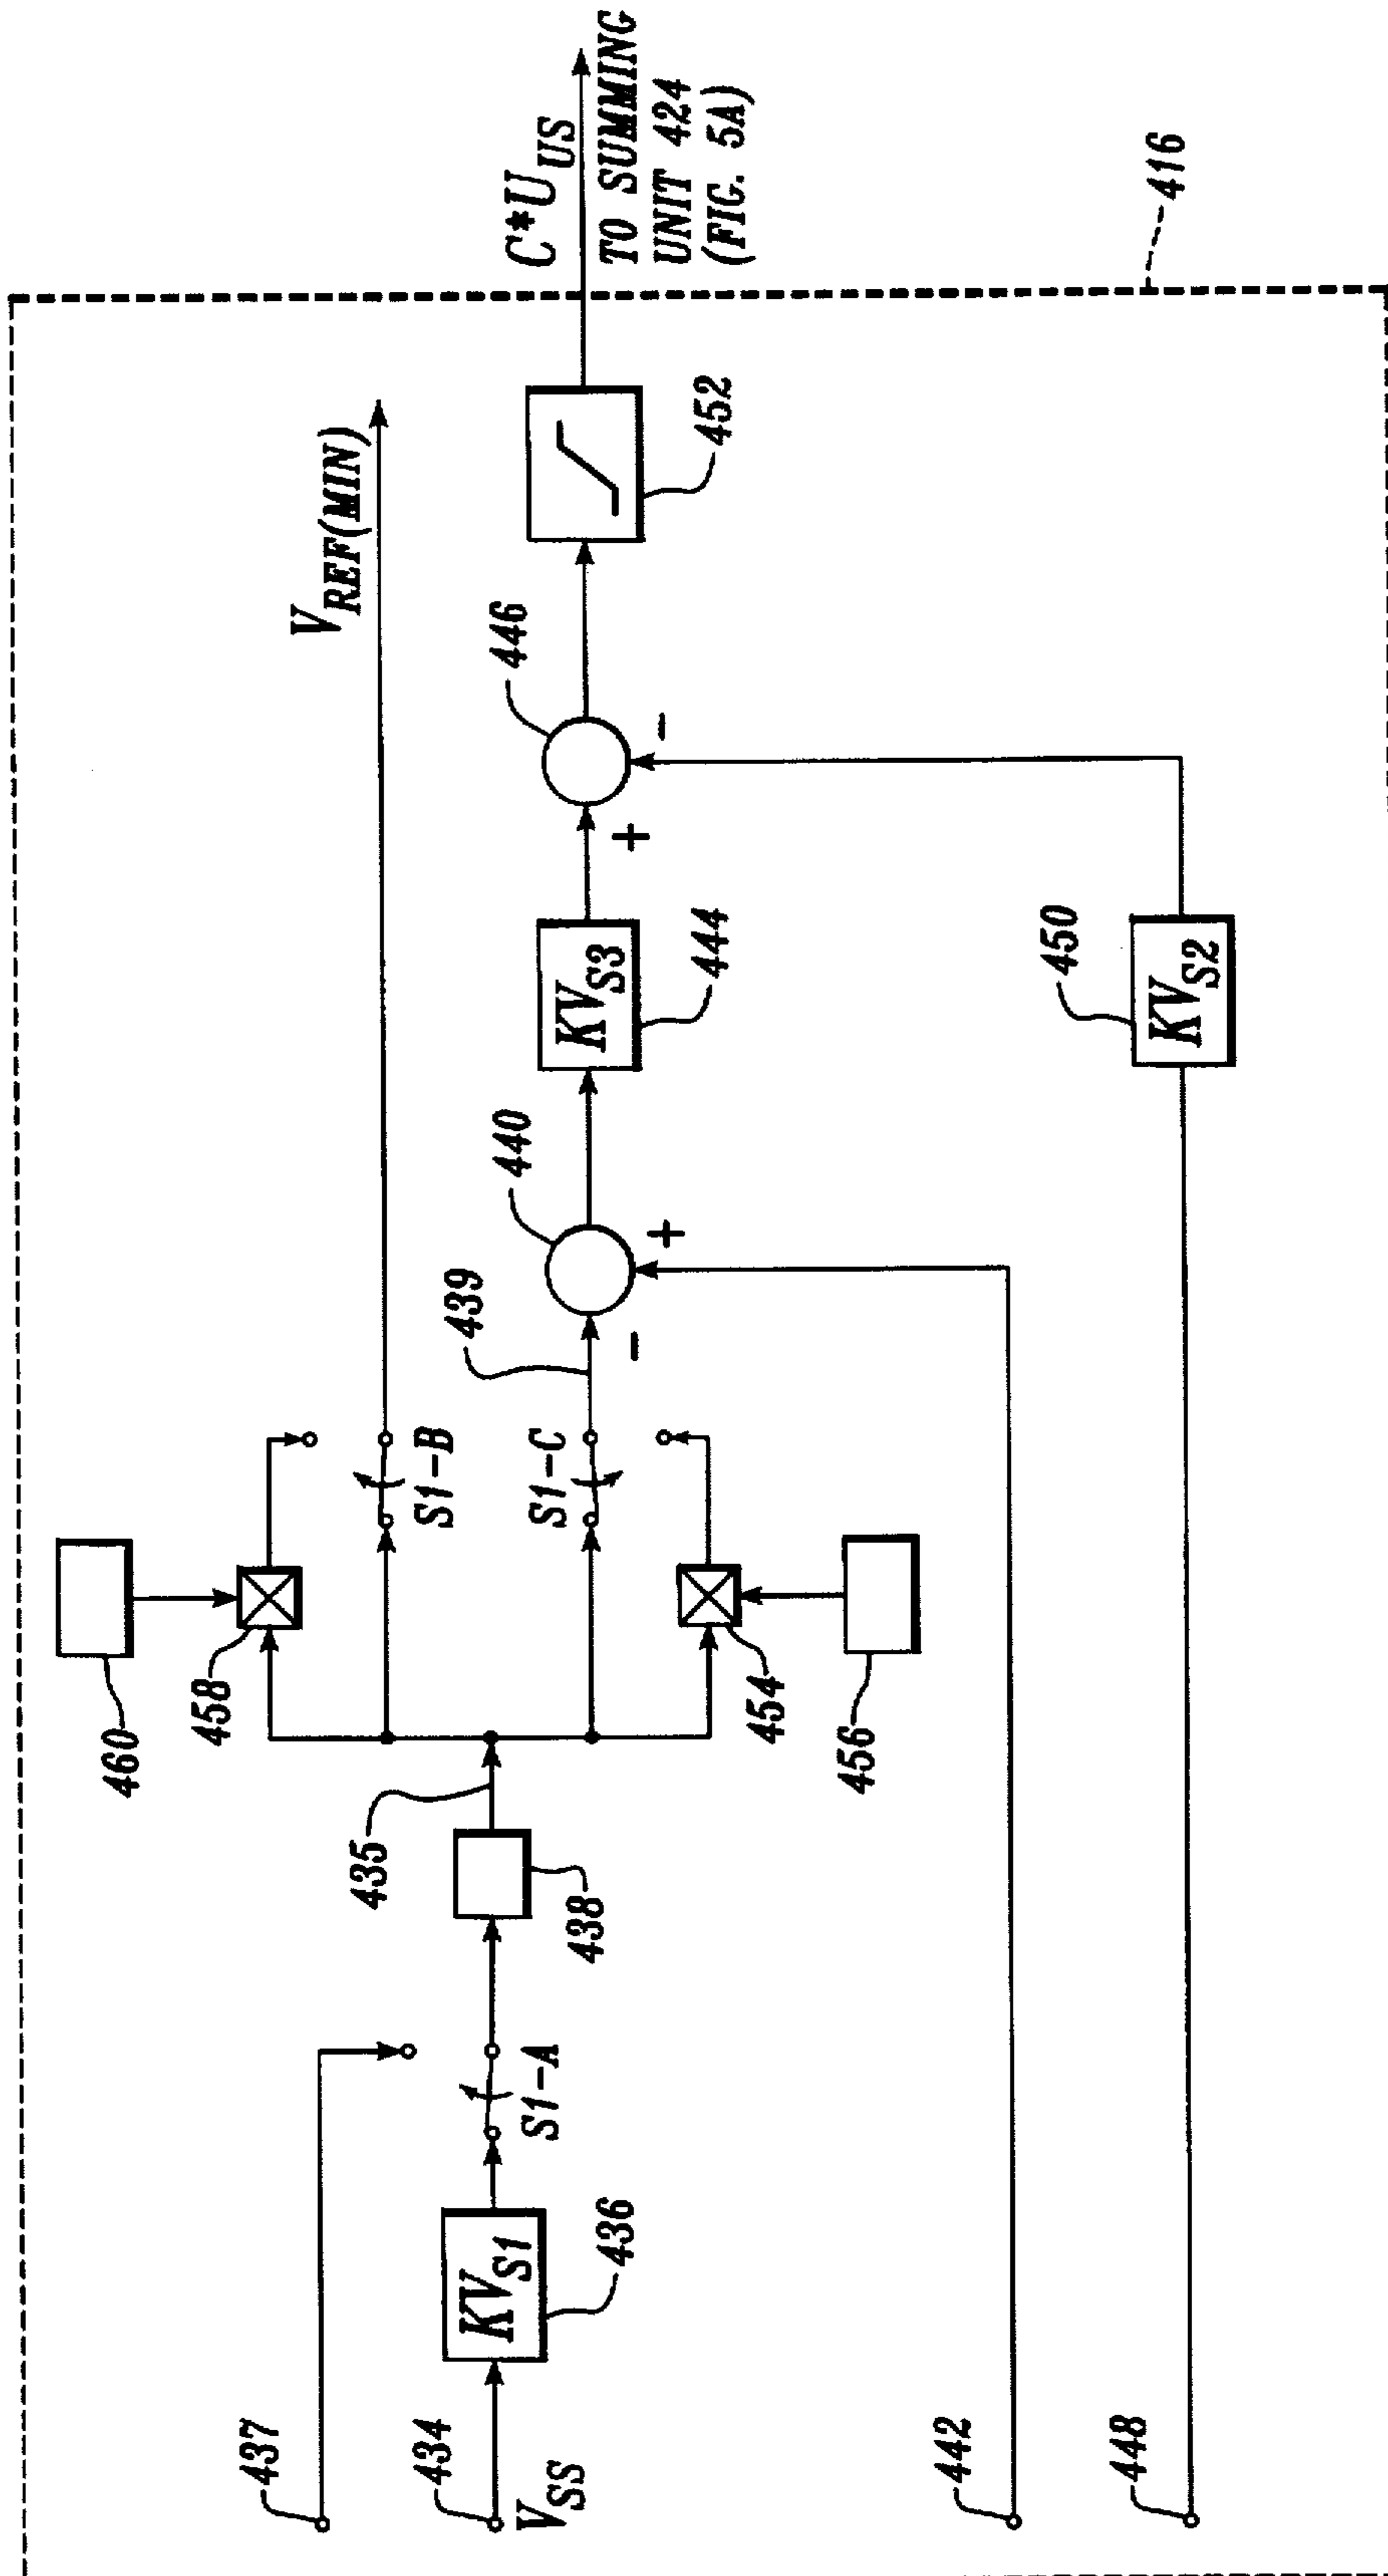 460
458
V_REF(MIN)
S1-B
437
435
439
440
446
C*U_US
TO SUMMING
UNIT 424
(FIG. 5A)
434
V_SS
KV_S1
S1-A
S1-C
KV_S3
436
438
444
452
454
456
442
450
416
448
KV_S2
-
+
+
-